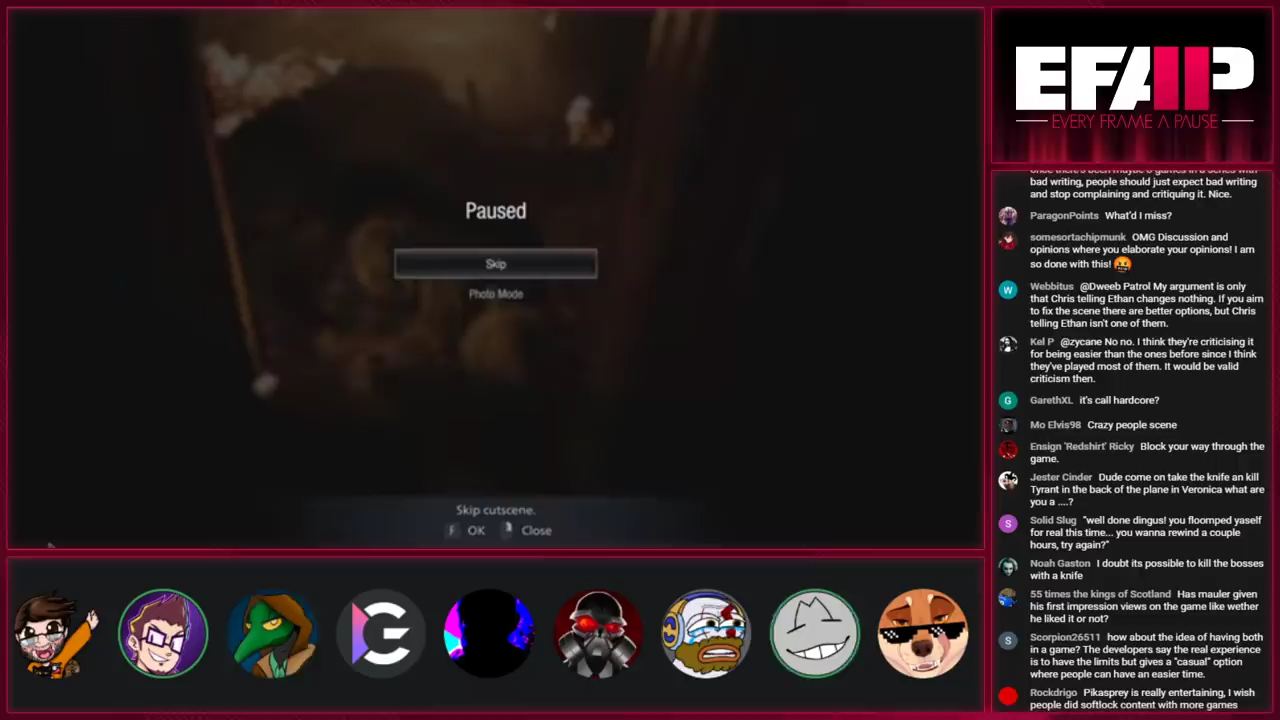 Paused
Skip
Photo Mode
Skip cutscene.
F OK Close
EFAP
EVERY FRAME A PAUSE
bad writing, people should just expect bad writing
and stop complaining and critiquing it. Nice.
ParagonPoints What'd I miss?
somesortachipmunk OMG Discussion and
opinions where you elaborate your opinions! I am
so done with this!
W Webbitus @Dweeb Patrol My argument is only
that Chris telling Ethan changes nothing. If you aim
to fix the scene there are better options, but Chris
telling Ethan isn't one of them.
Kel P @zycane No no. I think they're criticising it
for being easier than the ones before since I think
they've played most of them. It would be valid
criticism then.
G GarethXL it's call hardcore?
Mo Elvis98 Crazy people scene
Ensign 'Redshirt' Ricky Block your way through the
game.
Jester Cinder Dude come on take the knife an kill
Tyrant in the back of the plane in Veronica what are
you a ....?
S Solid Slug "well done dingus! you floomped yaself
for real this time... you wanna rewind a couple
hours, try again?"
Noah Gaston I doubt its possible to kill the bosses
with a knife
55 times the kings of Scotland Has mauler given
his first impression views on the game like wether
he liked it or not?
S Scorpion26511 how about the idea of having both
in a game? The developers say the real experience
is to have the limits but gives a "casual" option
where people can have an easier time.
Rockdrigo Pikasprey is really entertaining, I wish
people did softlock content with more games